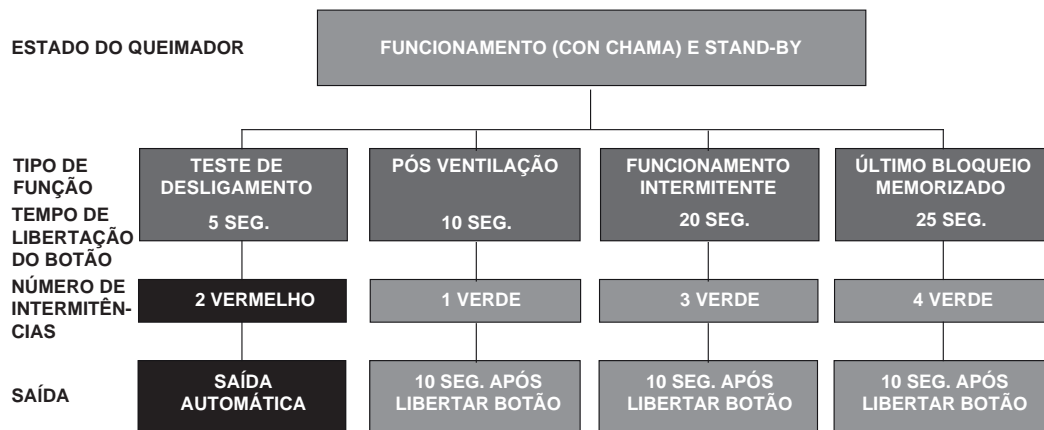 ESTADO DO QUEIMADOR
FUNCIONAMENTO (CON CHAMA) E STAND-BY
TIPO DE
FUNÇÃO
TESTE DE
DESLIGAMENTO
PÓS VENTILAÇÃO
FUNCIONAMENTO
INTERMITENTE
ÚLTIMO BLOQUEIO
MEMORIZADO
TEMPO DE
LIBERTAÇÃO
DO BOTÃO
5 SEG.
10 SEG.
20 SEG.
25 SEG.
NÚMERO DE
INTERMITÊN-
CIAS
2 VERMELHO
1 VERDE
3 VERDE
4 VERDE
SAÍDA
SAÍDA
AUTOMÁTICA
10 SEG. APÓS
LIBERTAR BOTÃO
10 SEG. APÓS
LIBERTAR BOTÃO
10 SEG. APÓS
LIBERTAR BOTÃO